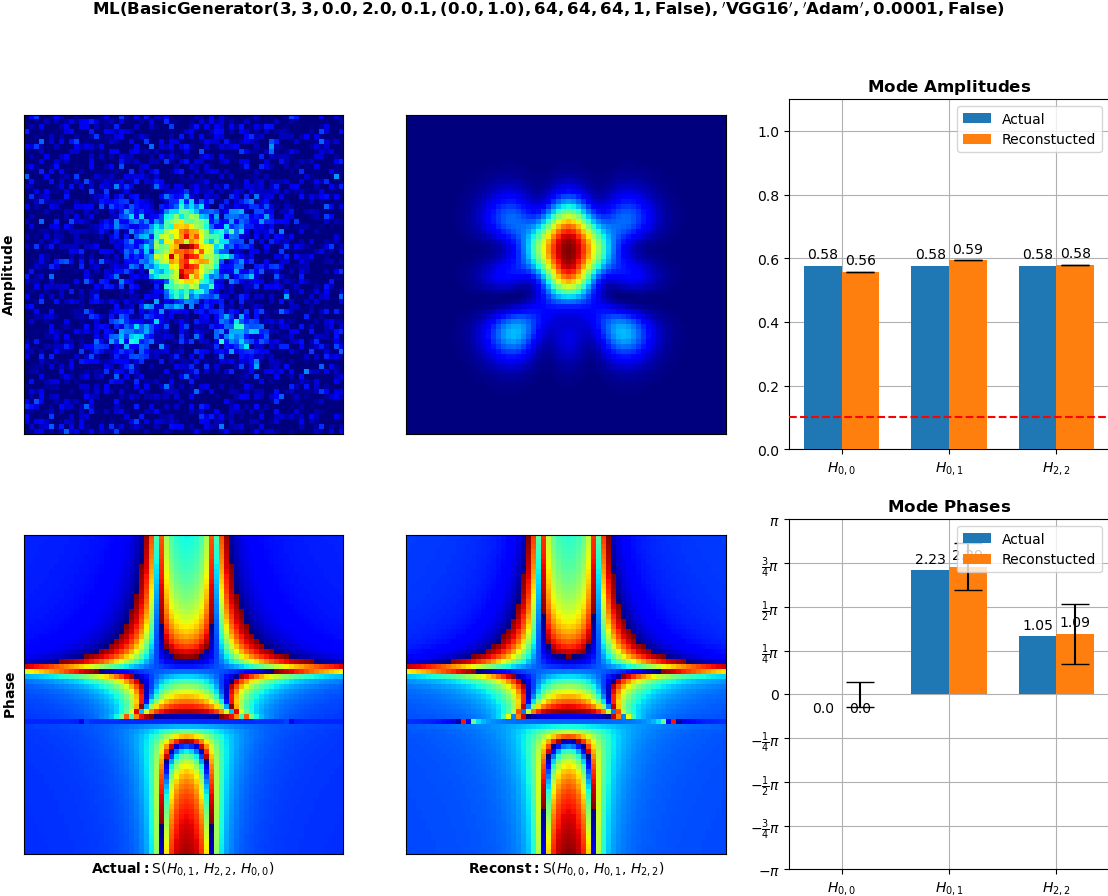 ML(BasicGenerator(3, 3, 0.0, 2.0, 0.1, (0.0, 1.0), 64, 64, 64, 1, False), ′VGG16′, ′Adam′, 0.0001, False)
Mode Amplitudes
Actual
Reconstucted
1.0
0.8
0.6
0.4
0.2
0.0
0.58 0.56 0.58 0.59 0.58 0.58
H0,0 H0,1 H2,2
Amplitude
Mode Phases
Actual
Reconstucted
π
3/4π
1/2π
1/4π
0
−1/4π
−1/2π
−3/4π
−π
0.0 0.0 2.23 1.05 1.09
H0,0 H0,1 H2,2
Phase
Actual: S(H0,1, H2,2, H0,0)
Reconst: S(H0,0, H0,1, H2,2)